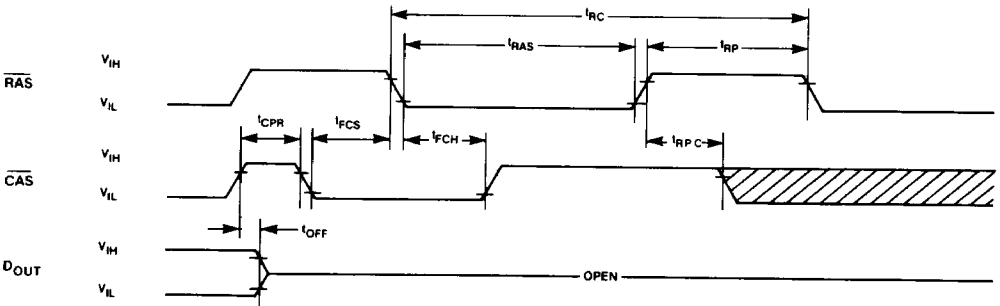 tRC
tRAS
tRP
RAS
VIH
VIL
tCPR
tFCS
tFCH
tRPC
CAS
VIH
VIL
tOFF
DOUT
VIH
VIL
OPEN